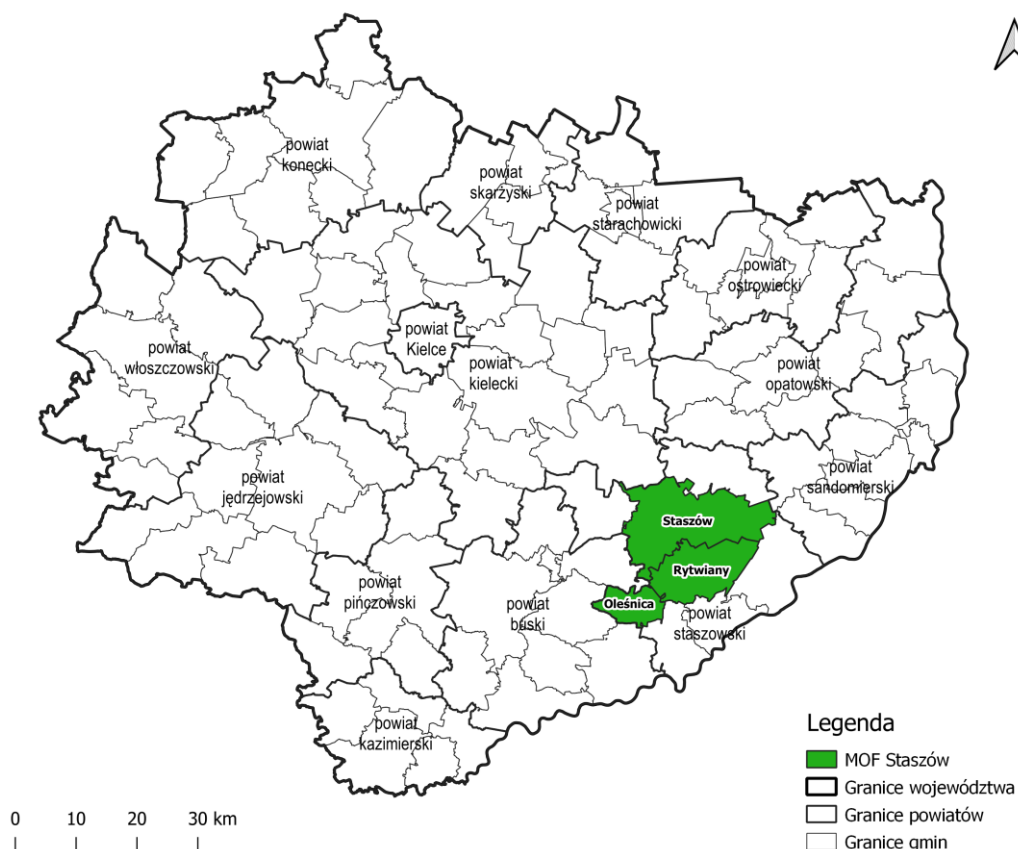 powiat
konecki
powiat
skarżyski
powiat
starachowicki
powiat
ostrowiecki
powiat
Kielce
powiat
włoszczowski
powiat
kielecki
powiat
opatowski
powiat
jędrzejowski
powiat
sandomierski
Staszów
Rytwiany
Oleśnica
powiat
pińczowski
powiat
buski
powiat
staszowski
powiat
kazimierski
Legenda
MOF Staszów
Granice województwa
Granice powiatów
Granice gmin
0 10 20 30 km